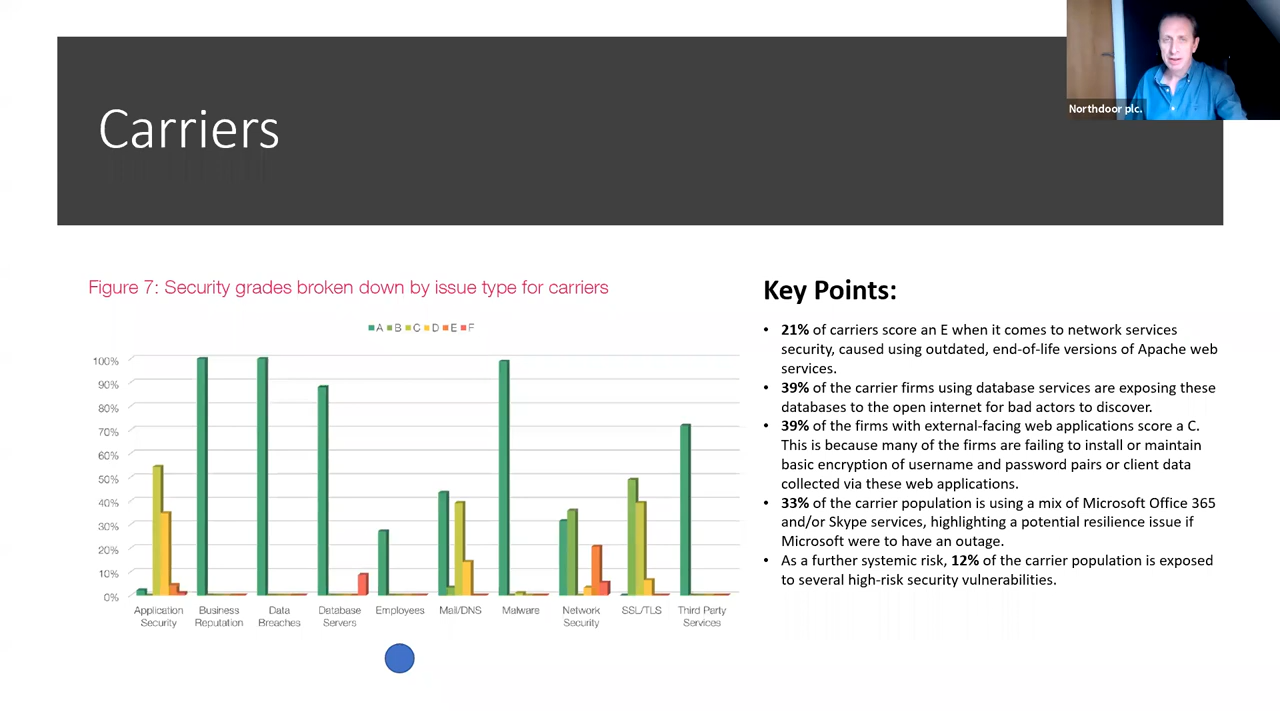 Northdoor plc.
Carriers
Figure 7: Security grades broken down by issue type for carriers
A B C D E F
100%
90%
80%
70%
60%
50%
40%
30%
20%
10%
0%
Application Security
Business Reputation
Data Breaches
Database Servers
Employees
Mail/DNS
Malware
Network Security
SSL/TLS
Third Party Services
Key Points:
• 21% of carriers score an E when it comes to network services
security, caused using outdated, end-of-life versions of Apache web
services.
• 39% of the carrier firms using database services are exposing these
databases to the open internet for bad actors to discover.
• 39% of the firms with external-facing web applications score a C.
This is because many of the firms are failing to install or maintain
basic encryption of username and password pairs or client data
collected via these web applications.
• 33% of the carrier population is using a mix of Microsoft Office 365
and/or Skype services, highlighting a potential resilience issue if
Microsoft were to have an outage.
• As a further systemic risk, 12% of the carrier population is exposed
to several high-risk security vulnerabilities.